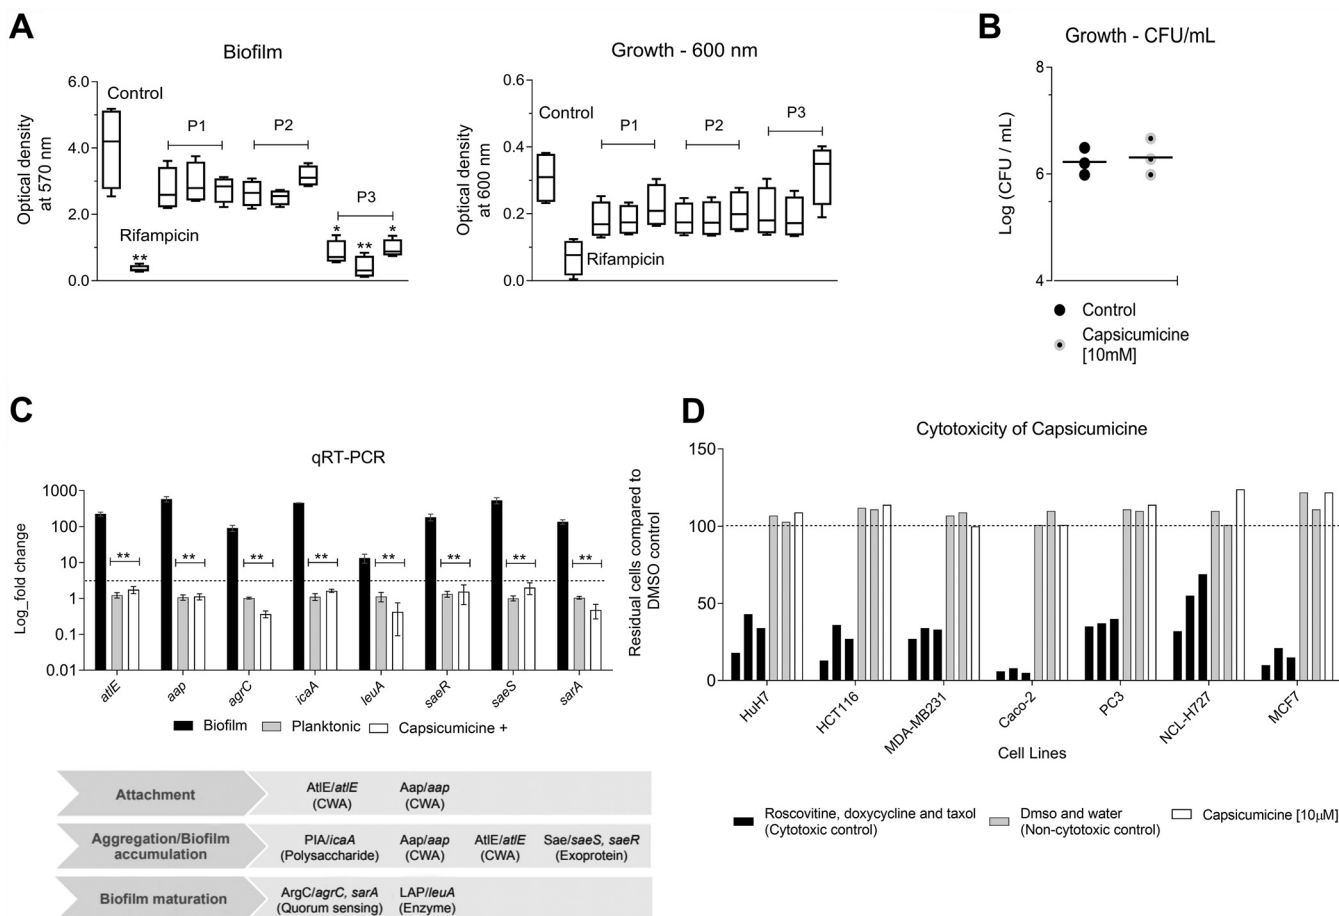 A
Biofilm
6.0
4.0
2.0
0.0
Optical density
at 570 nm
Control
P1
P2
P3
Rifampicin
**
*
**
*
Growth - 600 nm
0.6
0.4
0.2
0.0
Optical density
at 600 nm
Control
P1
P2
P3
Rifampicin
B
Growth - CFU/mL
8
6
4
Log (CFU / mL)
Control
Capsicumicine
[10mM]
C
qRT-PCR
1000
100
10
1
0.1
0.01
Log_fold change
** ** ** ** ** ** ** **
atlE aap agrC icaA leuA saeR saeS sarA
Biofilm Planktonic Capsicumicine +
Attachment
AtlE/atlE Aap/aap
(CWA) (CWA)
Aggregation/Biofilm
accumulation
PIA/icaA Aap/aap AtlE/atlE Sae/saeS, saeR
(Polysaccharide) (CWA) (CWA) (Exoprotein)
Biofilm maturation
ArgC/agrC, sarA LAP/leuA
(Quorum sensing) (Enzyme)
D
Cytotoxicity of Capsicumicine
150
100
50
0
Residual cells compared to
DMSO control
HuH7 HCT116 MDA-MB231 Caco-2 PC3 NCL-H727 MCF7
Cell Lines
Roscovitine, doxycycline and taxol
(Cytotoxic control)
Dmso and water
(Non-cytotoxic control)
Capsicumicine [10µM]